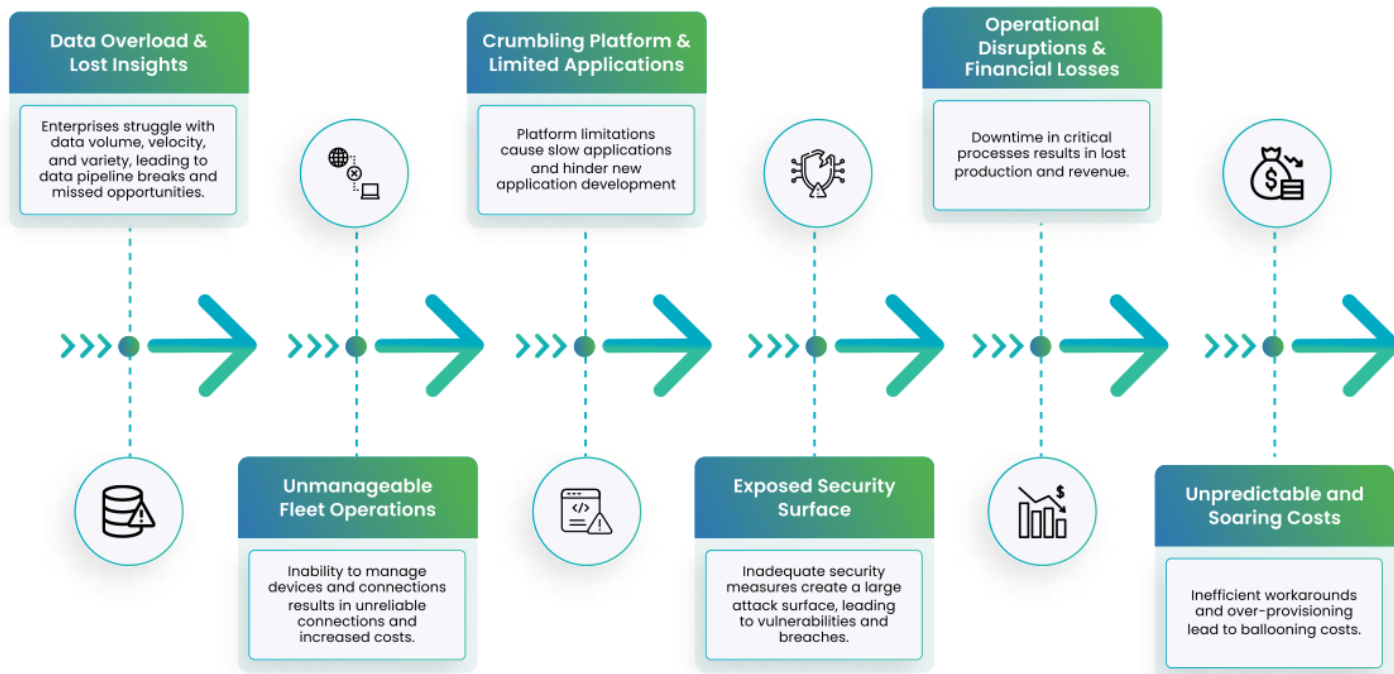 Data Overload &
Lost Insights
Enterprises struggle with
data volume, velocity,
and variety, leading to
data pipeline breaks and
missed opportunities.
Unmanageable
Fleet Operations
Inability to manage
devices and connections
results in unreliable
connections and
increased costs.
Crumbling Platform &
Limited Applications
Platform limitations
cause slow applications
and hinder new
application development
</>
Exposed Security
Surface
Inadequate security
measures create a large
attack surface, leading
to vulnerabilities and
breaches.
Operational
Disruptions &
Financial Losses
Downtime in critical
processes results in lost
production and revenue.
$
Unpredictable and
Soaring Costs
$
Inefficient workarounds
and over-provisioning
lead to ballooning costs.